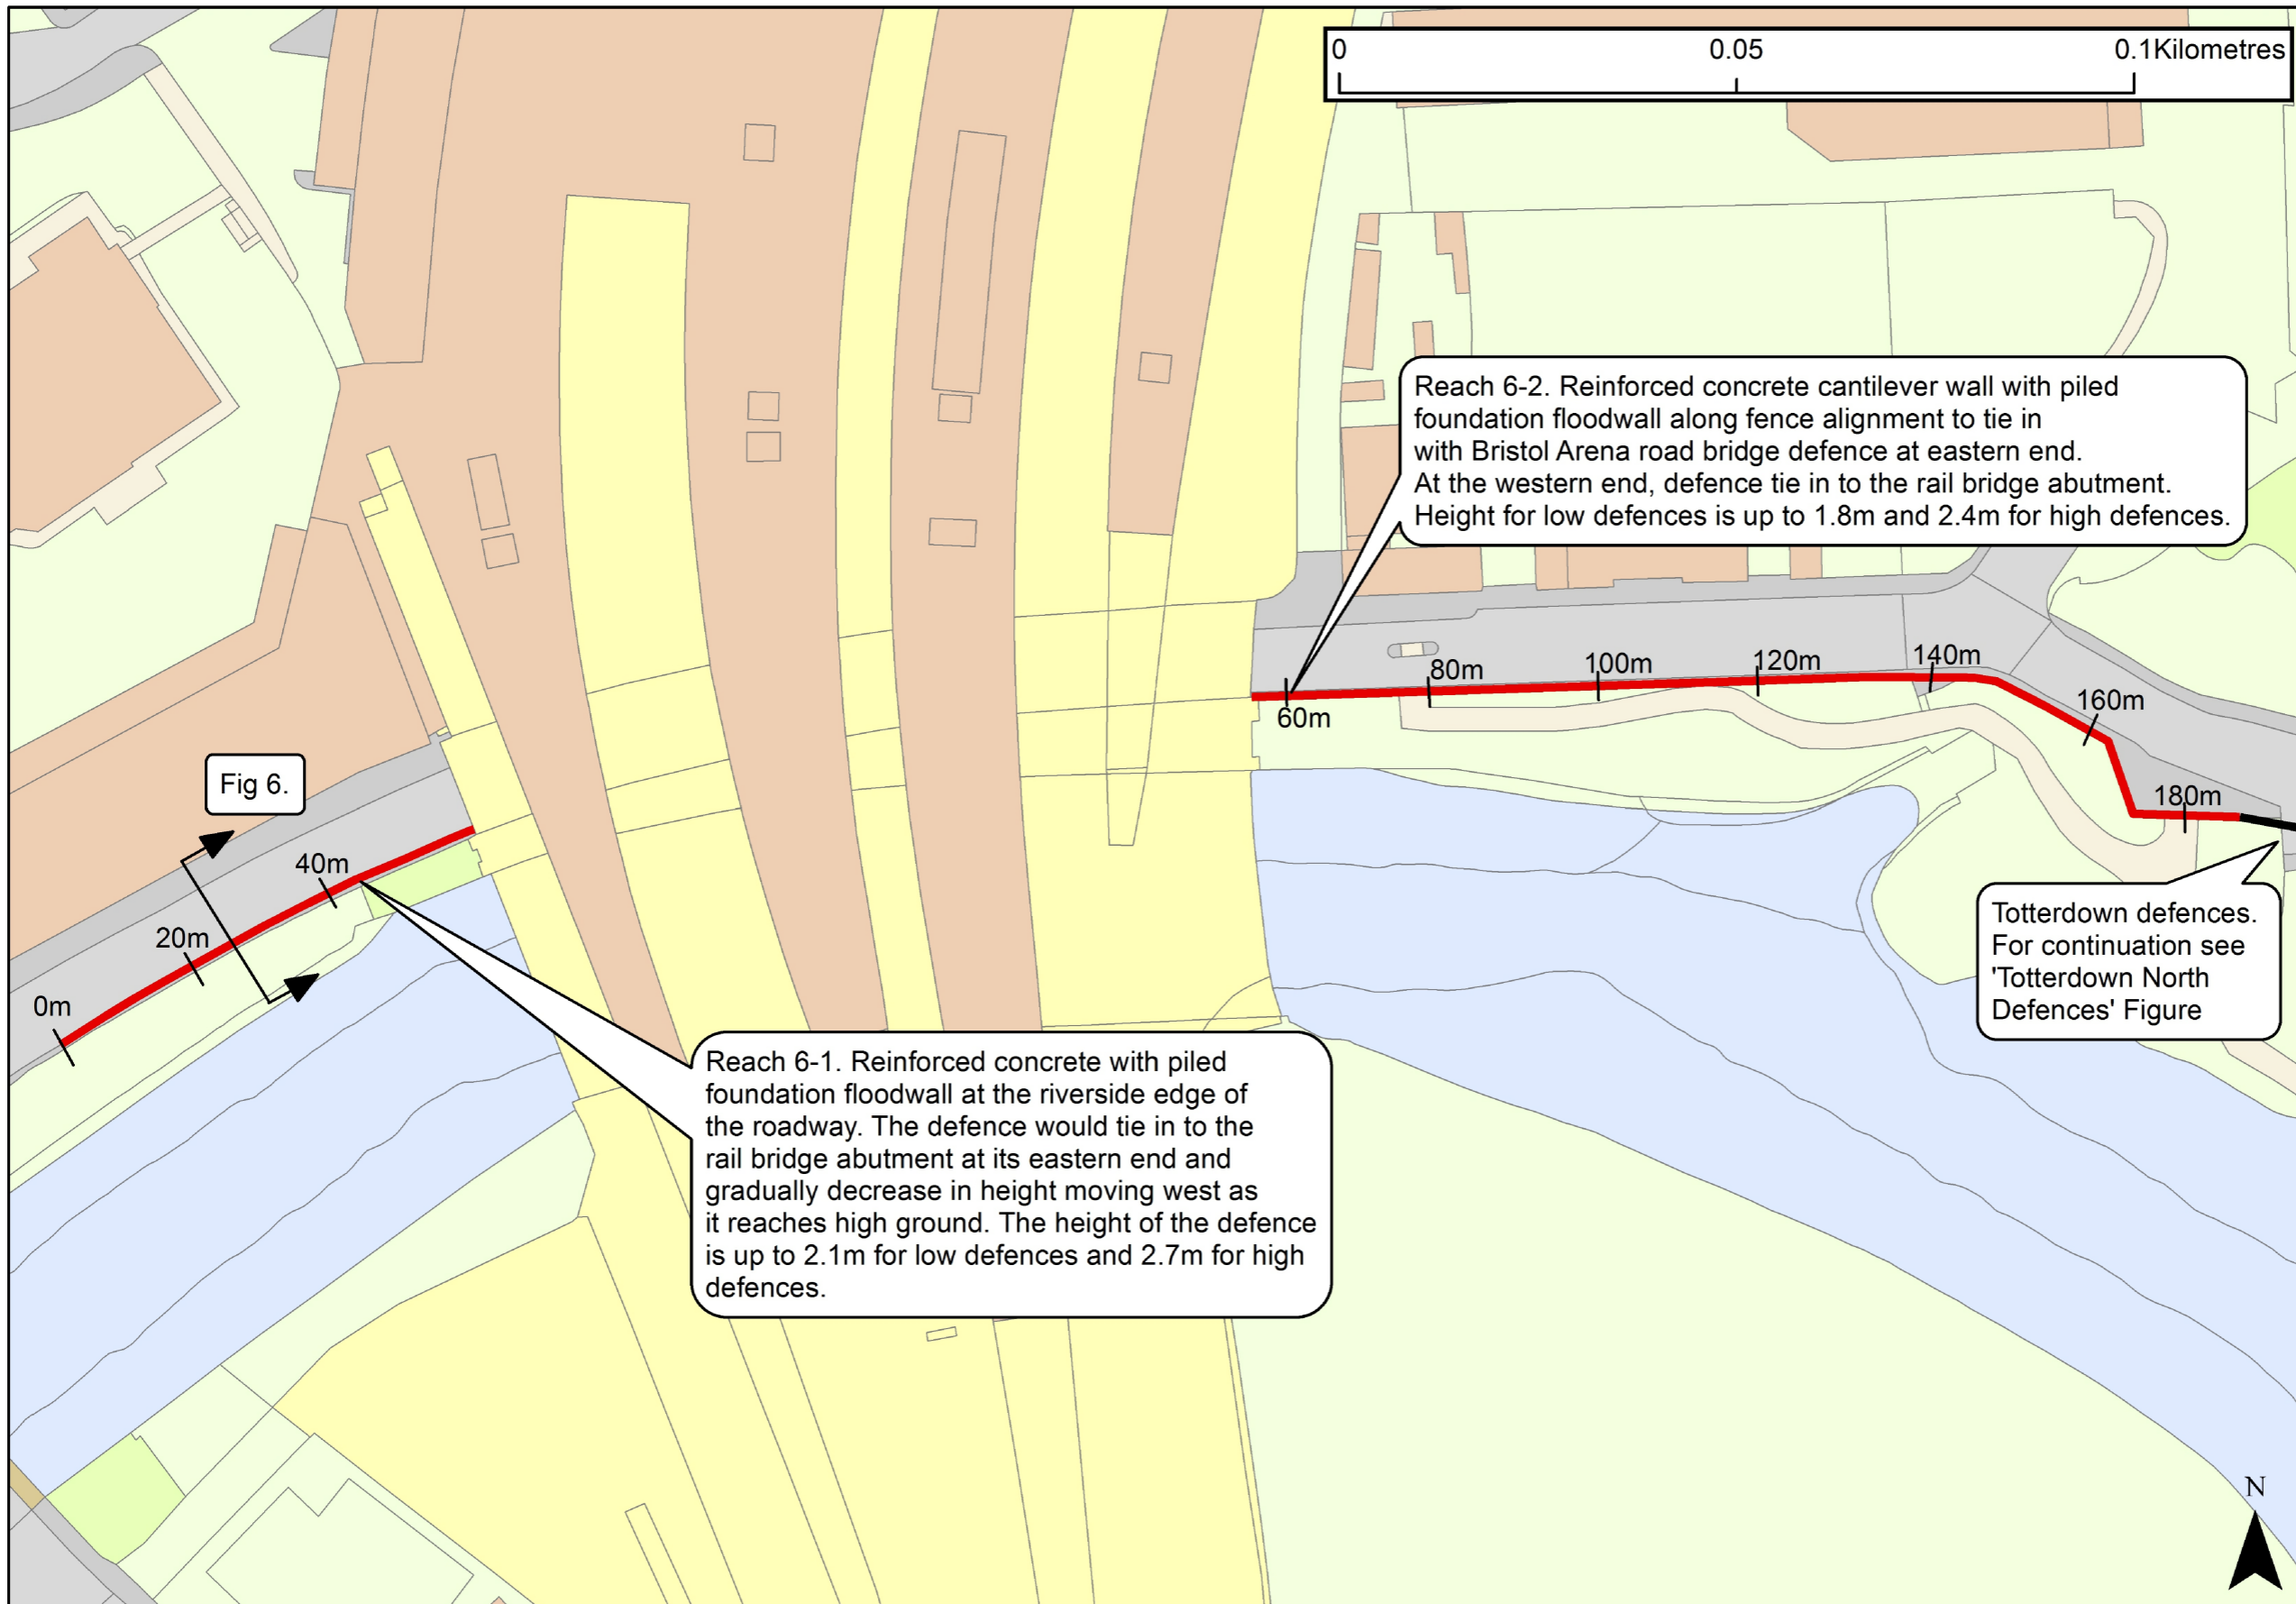 0 0.05 0.1Kilometres
Reach 6-2. Reinforced concrete cantilever wall with piled
foundation floodwall along fence alignment to tie in
with Bristol Arena road bridge defence at eastern end.
At the western end, defence tie in to the rail bridge abutment.
Height for low defences is up to 1.8m and 2.4m for high defences.
60m
80m
100m
120m
140m
160m
180m
Fig 6.
0m
20m
40m
Totterdown defences.
For continuation see
'Totterdown North
Defences' Figure
Reach 6-1. Reinforced concrete with piled
foundation floodwall at the riverside edge of
the roadway. The defence would tie in to the
rail bridge abutment at its eastern end and
gradually decrease in height moving west as
it reaches high ground. The height of the defence
is up to 2.1m for low defences and 2.7m for high
defences.
N